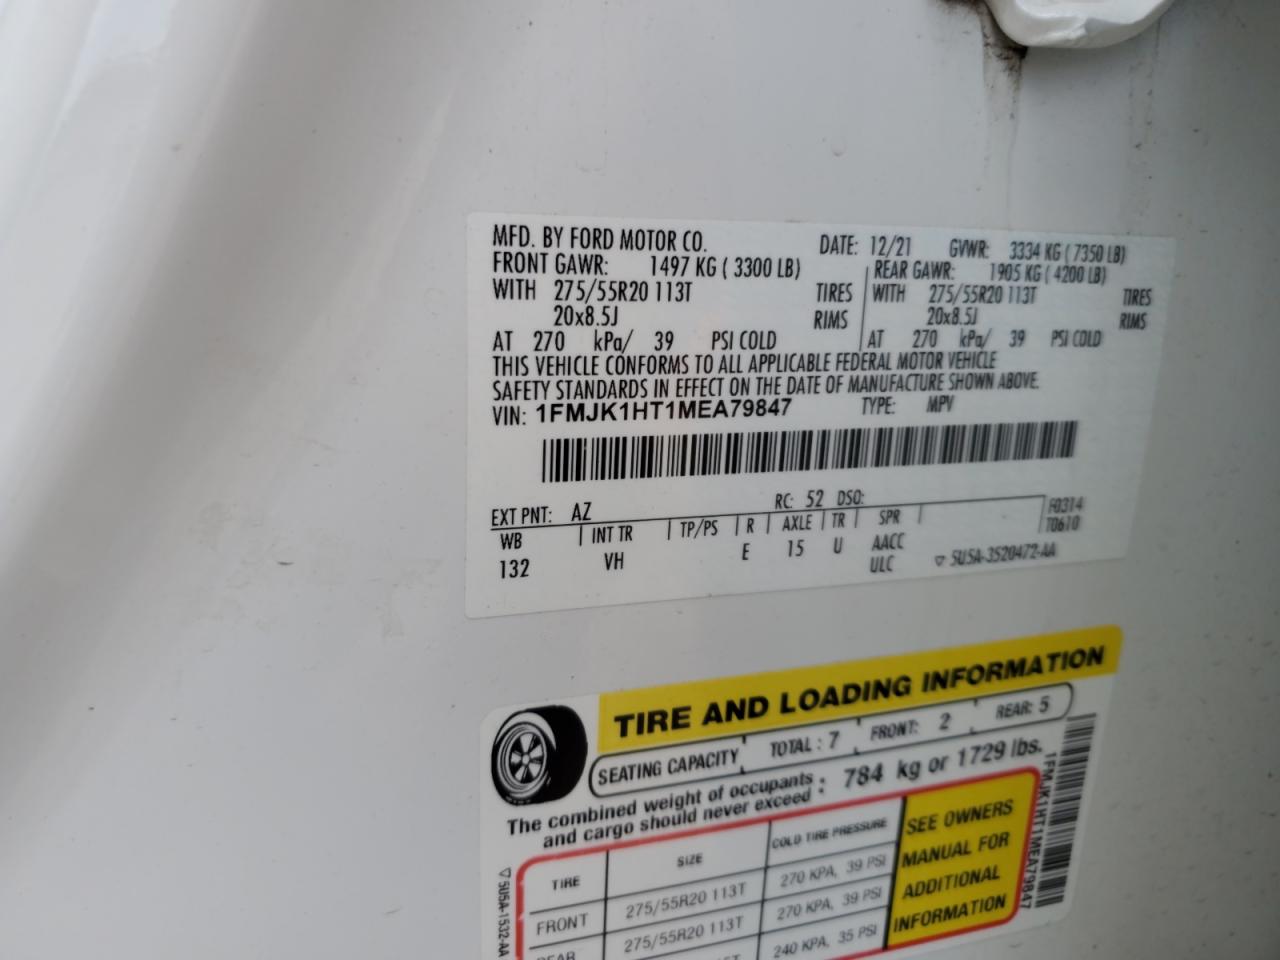 MFD. BY FORD MOTOR CO. DATE: 12/21 GVWR: 3334 KG ( 7350 LB)
FRONT GAWR: 1497 KG ( 3300 LB) REAR GAWR: 1905 KG ( 4200 LB)
WITH 275/55R20 113T TIRES WITH 275/55R20 113T TIRES
20x8.5J RIMS 20x8.5J RIMS
AT 270 kPa/ 39 PSI COLD AT 270 kPa/ 39 PSI COLD
THIS VEHICLE CONFORMS TO ALL APPLICABLE FEDERAL MOTOR VEHICLE
SAFETY STANDARDS IN EFFECT ON THE DATE OF MANUFACTURE SHOWN ABOVE.
VIN: 1FMJK1HT1MEA79847 TYPE: MPV
EXT PNT: AZ RC: 52 DSO: F0314
WB INT TR TP/PS R AXLE TR SPR T0610
132 VH E 15 U AACC
ULC 5U5A-3520472-AA
TIRE AND LOADING INFORMATION
SEATING CAPACITY TOTAL : 7 FRONT: 2 REAR: 5
The combined weight of occupants and cargo should never exceed : 784 kg or 1729 lbs.
TIRE SIZE COLD TIRE PRESSURE
FRONT 275/55R20 113T 270 KPA, 39 PSI
REAR 275/55R20 113T 270 KPA, 39 PSI
240 KPA, 35 PSI
SEE OWNERS
MANUAL FOR
ADDITIONAL
INFORMATION
1FMJK1HT1MEA79847
5U5A-1532-AA